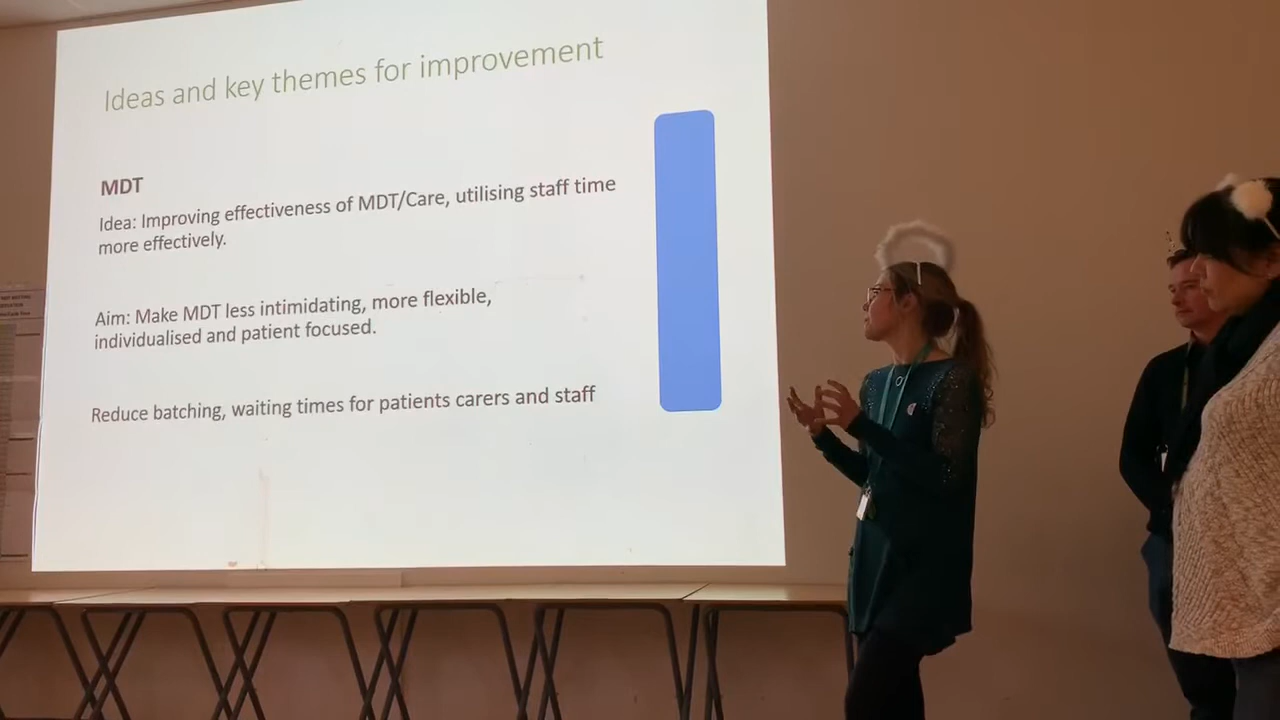 Ideas and key themes for improvement
MDT
Idea: Improving effectiveness of MDT/Care, utilising staff time
more effectively.
Aim: Make MDT less intimidating, more flexible,
individualised and patient focused.
Reduce batching, waiting times for patients carers and staff